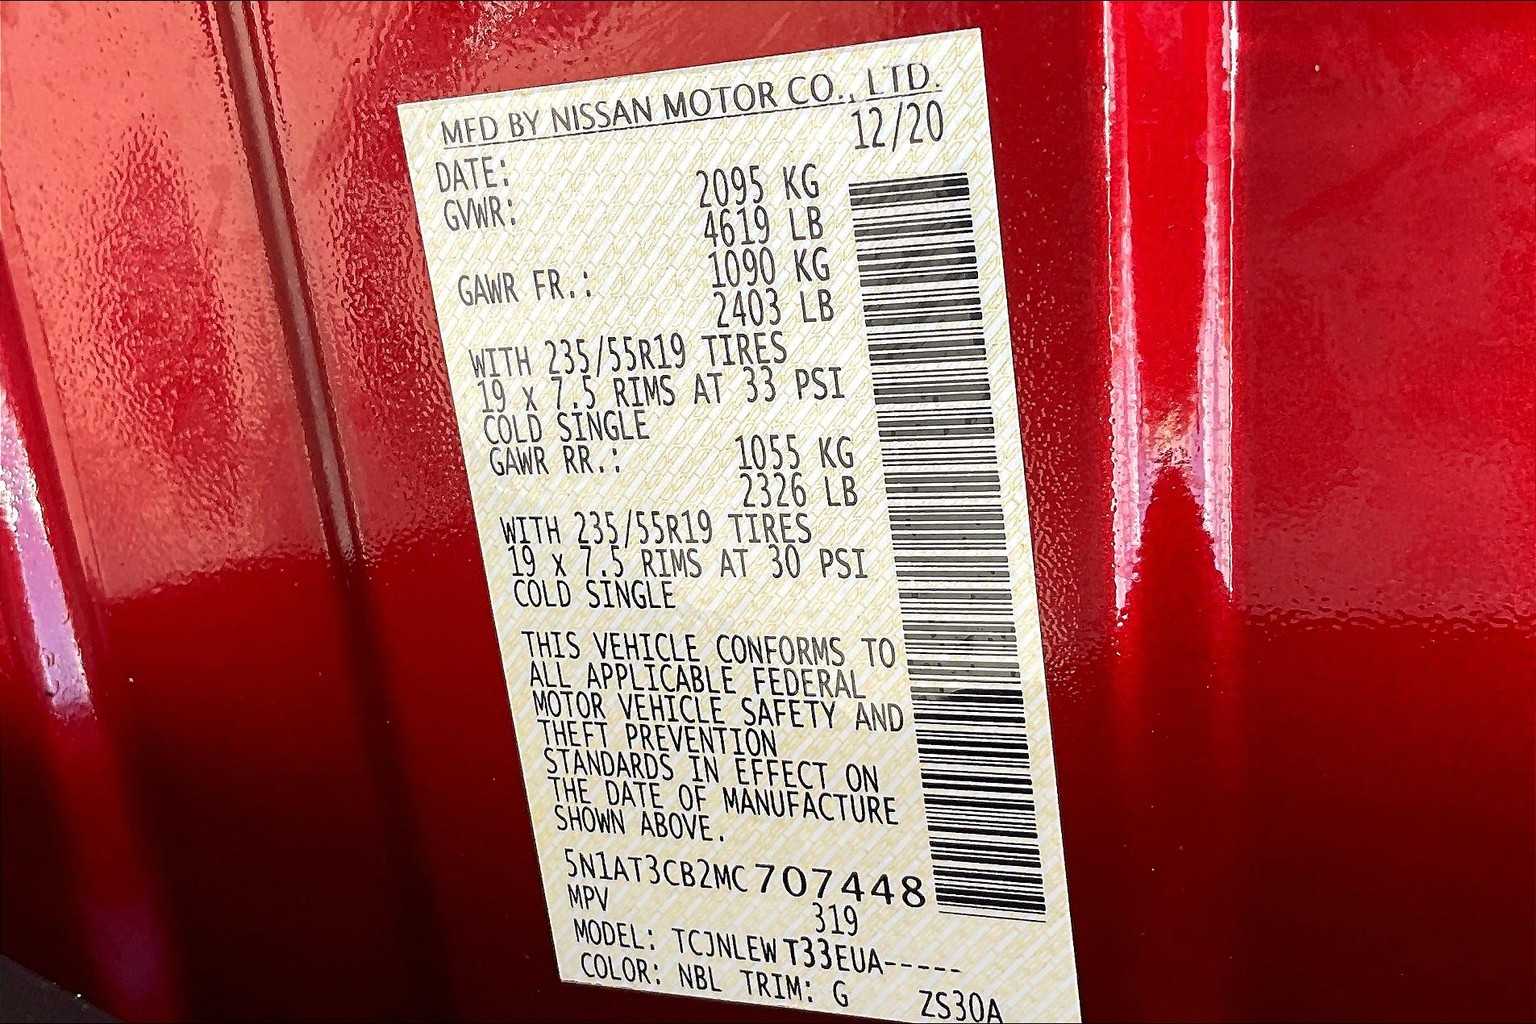 MFD BY NISSAN MOTOR CO., LTD.
DATE: 12/20
GVWR: 2095 KG
4619 LB
GAWR FR.: 1090 KG
2403 LB
WITH 235/55R19 TIRES
19 x 7.5 RIMS AT 33 PSI
COLD SINGLE
GAWR RR.: 1055 KG
2326 LB
WITH 235/55R19 TIRES
19 x 7.5 RIMS AT 30 PSI
COLD SINGLE
THIS VEHICLE CONFORMS TO
ALL APPLICABLE FEDERAL
MOTOR VEHICLE SAFETY AND
THEFT PREVENTION
STANDARDS IN EFFECT ON
THE DATE OF MANUFACTURE
SHOWN ABOVE.
5N1AT3CB2MC707448
MPV 319
MODEL: TCJNLEWT33EUA-----
COLOR: NBL TRIM: G ZS30A